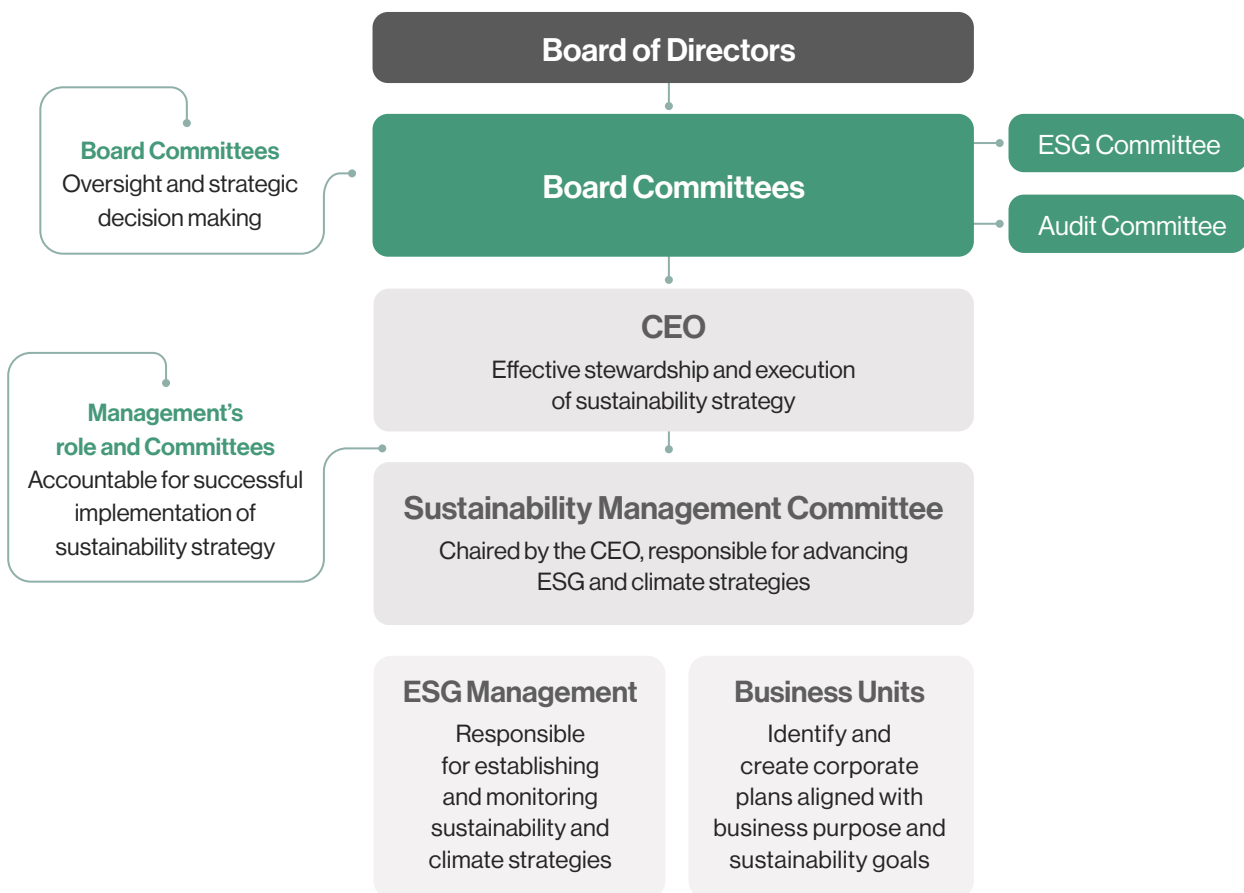 Board of Directors
Board Committees
Oversight and strategic
decision making
Board Committees
ESG Committee
Audit Committee
CEO
Effective stewardship and execution
of sustainability strategy
Management’s
role and Committees
Accountable for successful
implementation of
sustainability strategy
Sustainability Management Committee
Chaired by the CEO, responsible for advancing
ESG and climate strategies
ESG Management
Responsible
for establishing
and monitoring
sustainability and
climate strategies
Business Units
Identify and
create corporate
plans aligned with
business purpose and
sustainability goals